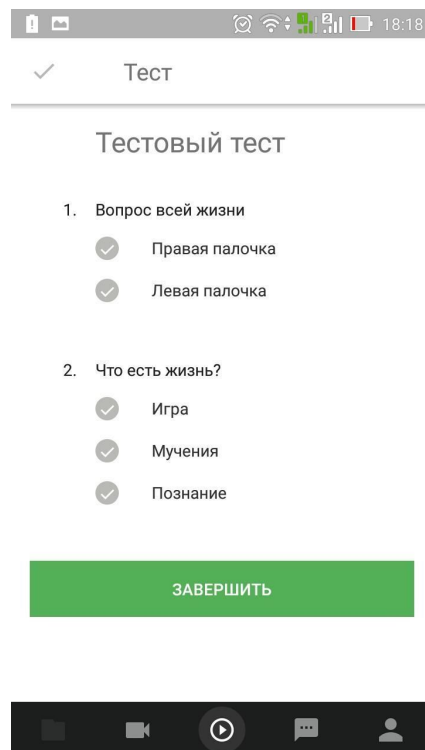 18:18
Тест
Тестовый тест
1. Вопрос всей жизни
Правая палочка
Левая палочка
2. Что есть жизнь?
Игра
Мучения
Познание
ЗАВЕРШИТЬ